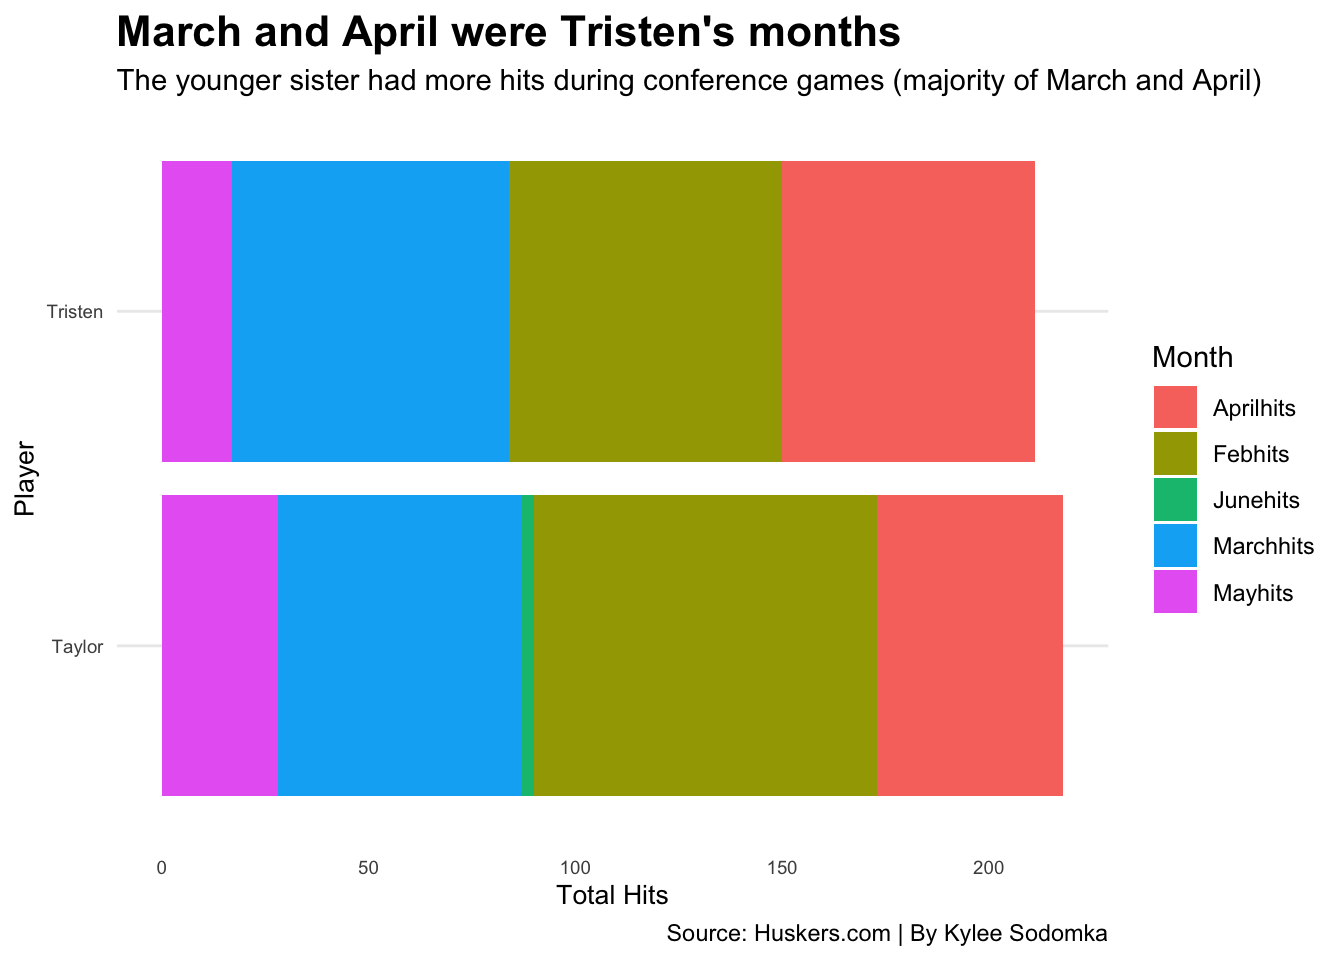 March and April were Tristen's months
The younger sister had more hits during conference games (majority of March and April)
Tristen
Taylor
Player
0 50 100 150 200
Total Hits
Month
Aprilhits
Febhits
Junehits
Marchhits
Mayhits
Source: Huskers.com | By Kylee Sodomka